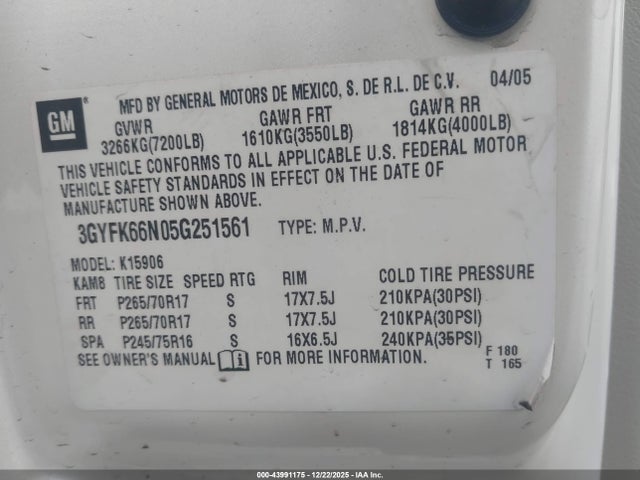 GM ®
MFD BY GENERAL MOTORS DE MEXICO, S. DE R.L. DE C.V. 04/05
GVWR GAWR FRT GAWR RR
3266KG(7200LB) 1610KG(3550LB) 1814KG(4000LB)
THIS VEHICLE CONFORMS TO ALL APPLICABLE U.S. FEDERAL MOTOR
VEHICLE SAFETY STANDARDS IN EFFECT ON THE DATE OF
MANUFACTURE SHOWN ABOVE.
3GYFK66N05G251561 TYPE: M.P.V.
MODEL: K15906
KAM8 TIRE SIZE SPEED RTG RIM COLD TIRE PRESSURE
FRT P265/70R17 S 17X7.5J 210KPA(30PSI)
RR P265/70R17 S 17X7.5J 210KPA(30PSI)
SPA P245/75R16 S 16X6.5J 240KPA(35PSI)
SEE OWNER'S MANUAL i FOR MORE INFORMATION.
F 180
T 165
000-43991175 - 12/22/2025 - IAA Inc.